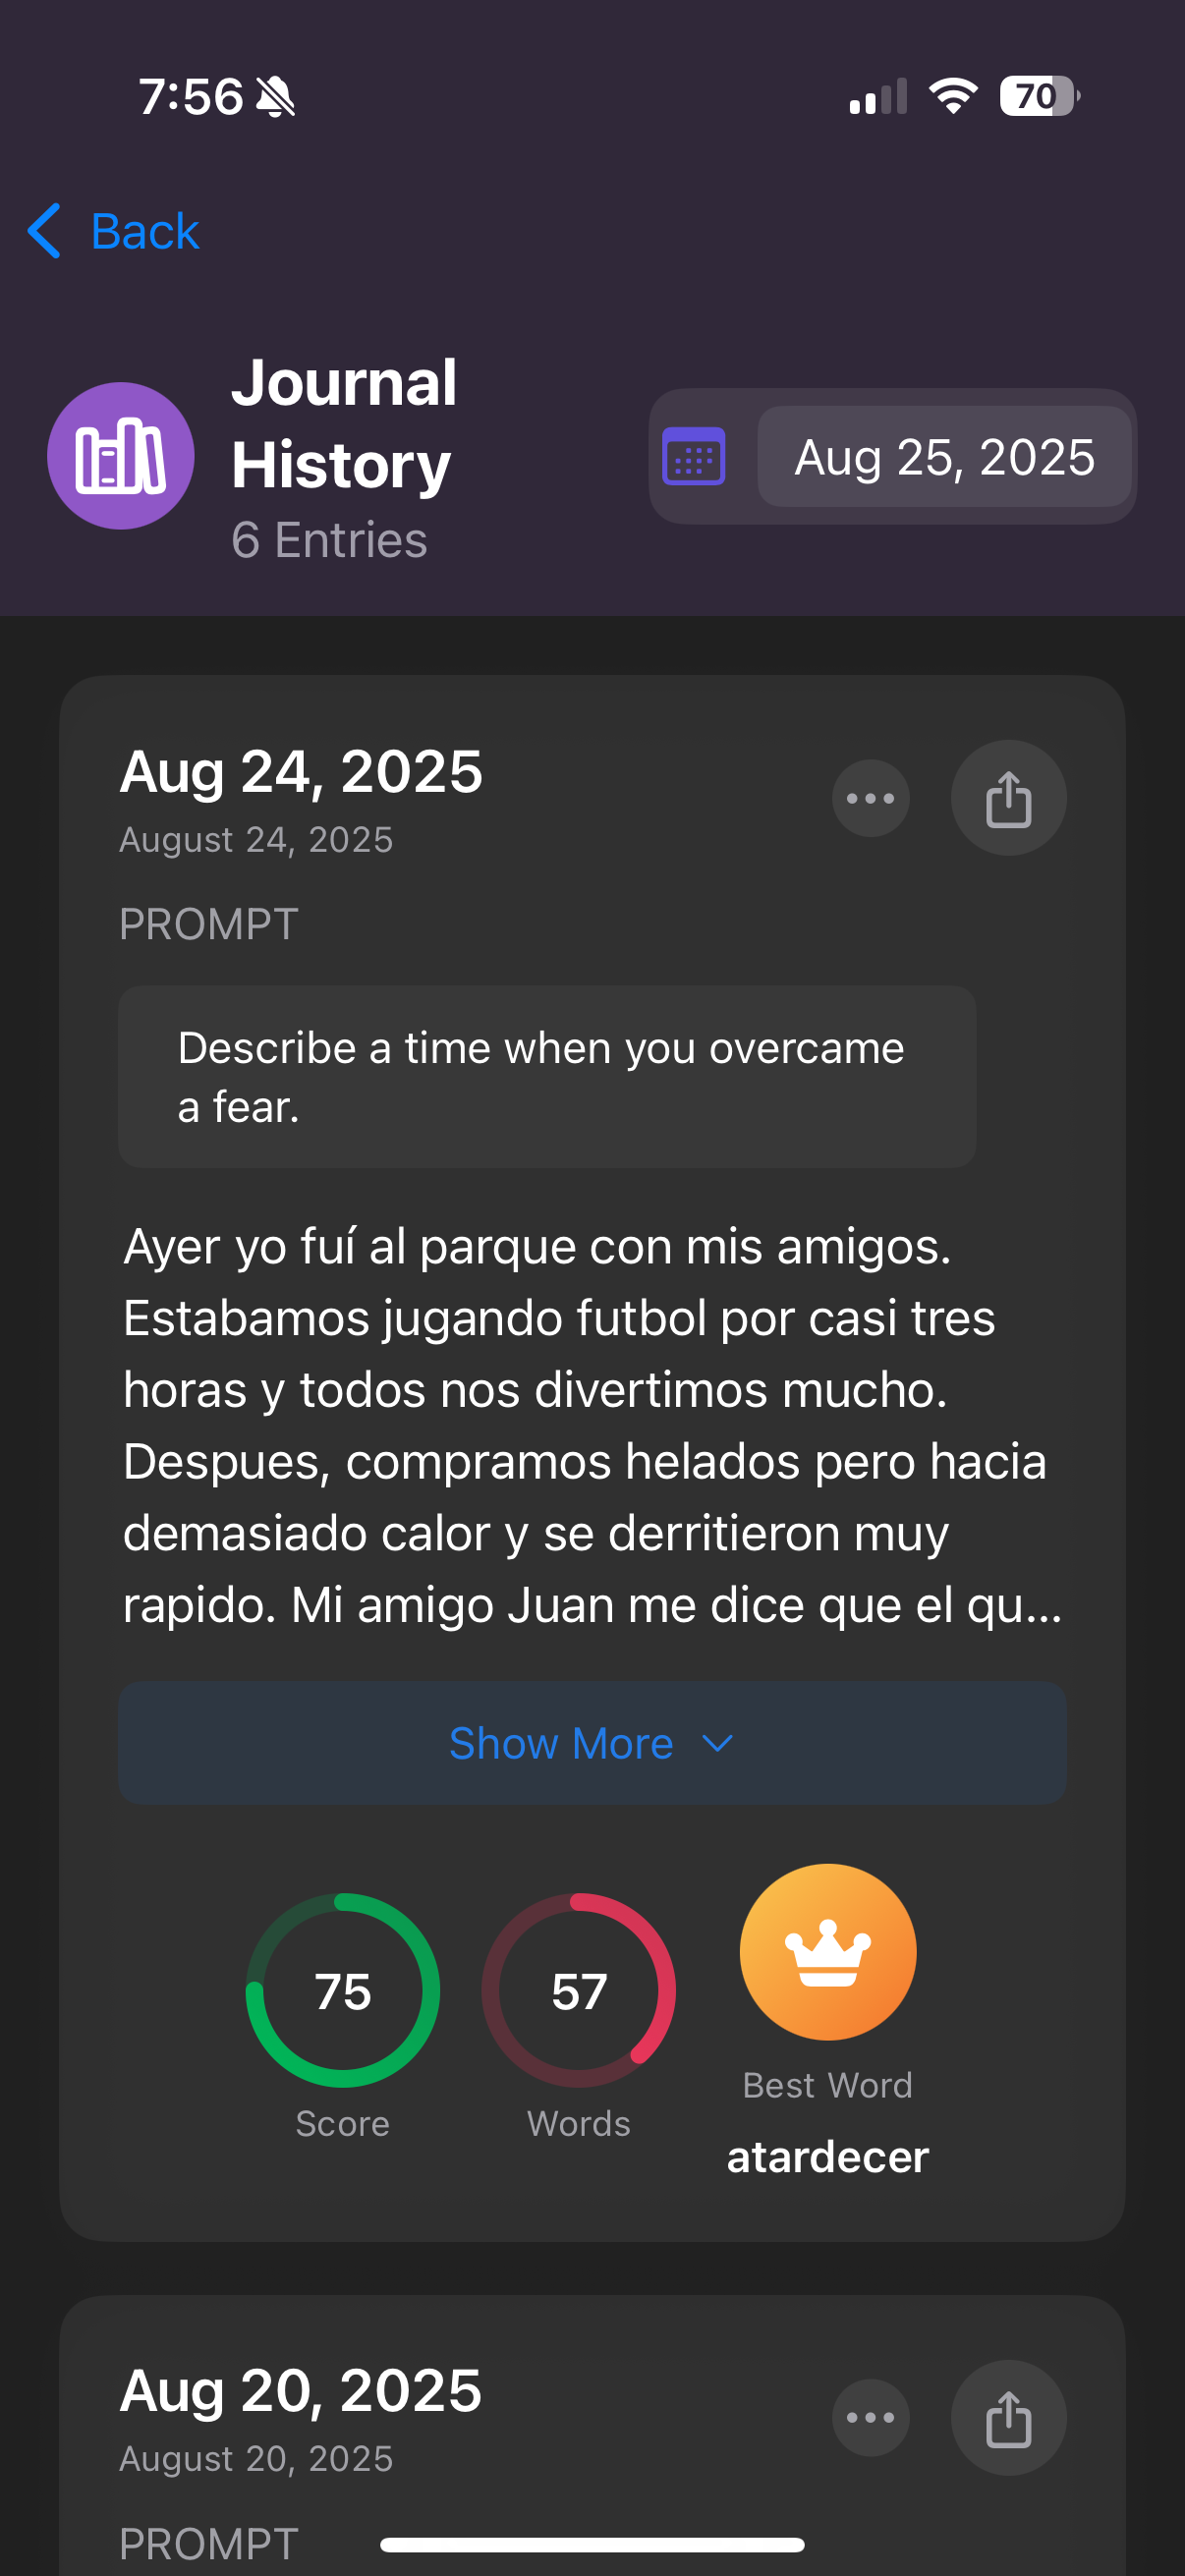 7:56
70
Back
Journal
History
6 Entries
Aug 25, 2025
Aug 24, 2025
August 24, 2025
PROMPT
Describe a time when you overcame
a fear.
Ayer yo fuí al parque con mis amigos.
Estabamos jugando futbol por casi tres
horas y todos nos divertimos mucho.
Despues, compramos helados pero hacia
demasiado calor y se derritieron muy
rapido. Mi amigo Juan me dice que el qu...
Show More
75
57
Score
Words
Best Word
atardecer
Aug 20, 2025
August 20, 2025
PROMPT